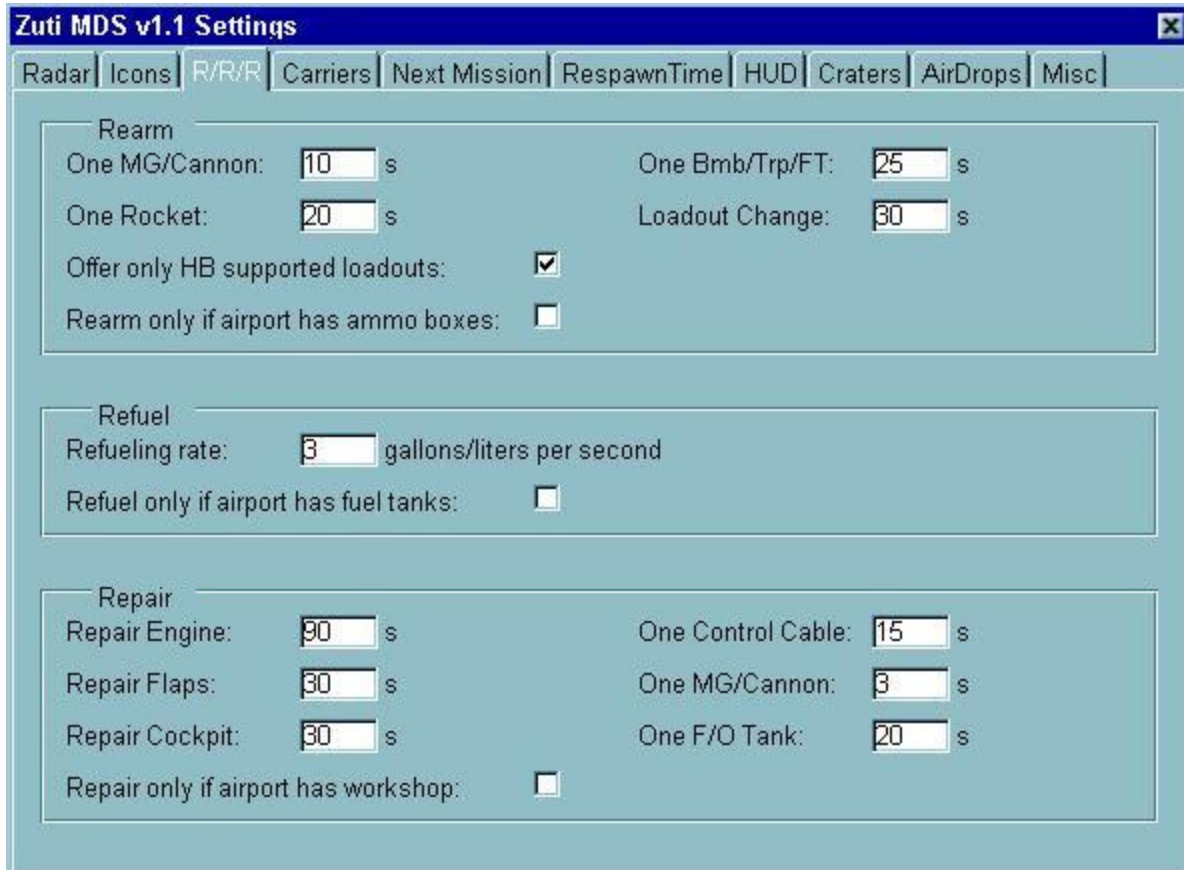 Zuti MDS v1.1 Settings
Radar Icons R/R/R Carriers Next Mission RespawnTime HUD Craters AirDrops Misc
Rearm
One MG/Cannon: 10 s One Bmb/Trp/FT: 25 s
One Rocket: 20 s Loadout Change: 30 s
Offer only HB supported loadouts:
Rearm only if airport has ammo boxes:
Refuel
Refueling rate: 3 gallons/liters per second
Refuel only if airport has fuel tanks:
Repair
Repair Engine: 90 s One Control Cable: 15 s
Repair Flaps: 30 s One MG/Cannon: 3 s
Repair Cockpit: 30 s One F/O Tank: 20 s
Repair only if airport has workshop: